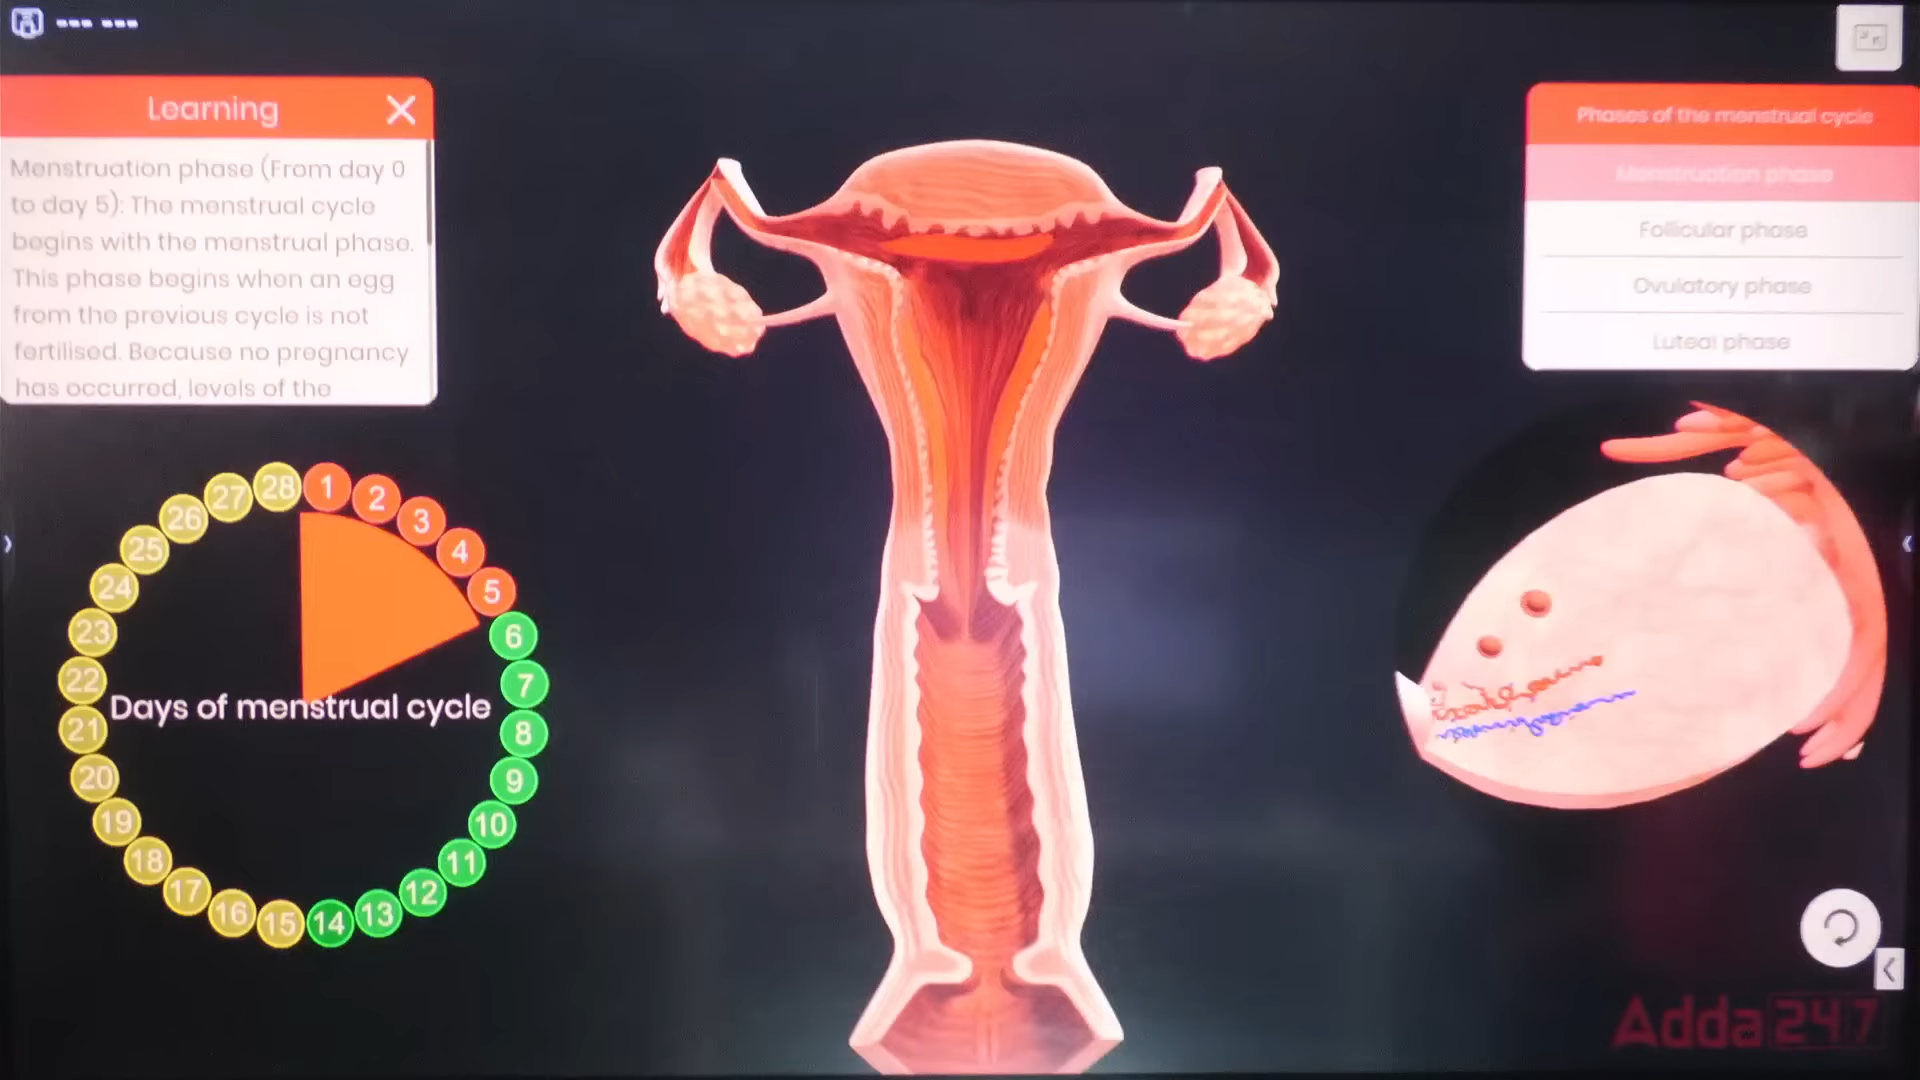 Learning
Menstruation phase (From day 0
to day 5): The menstrual cycle
begins with the menstrual phase.
This phase begins when an egg
from the previous cycle is not
fertilised. Because no pregnancy
has occurred, levels of the
Phases of the menstrual cycle
Menstruation phase
Follicular phase
Ovulatory phase
Luteal phase
1
2
3
4
5
6
7
8
9
10
11
12
13
14
15
16
17
18
19
20
21
22
23
24
25
26
27
28
Days of menstrual cycle
Adda247